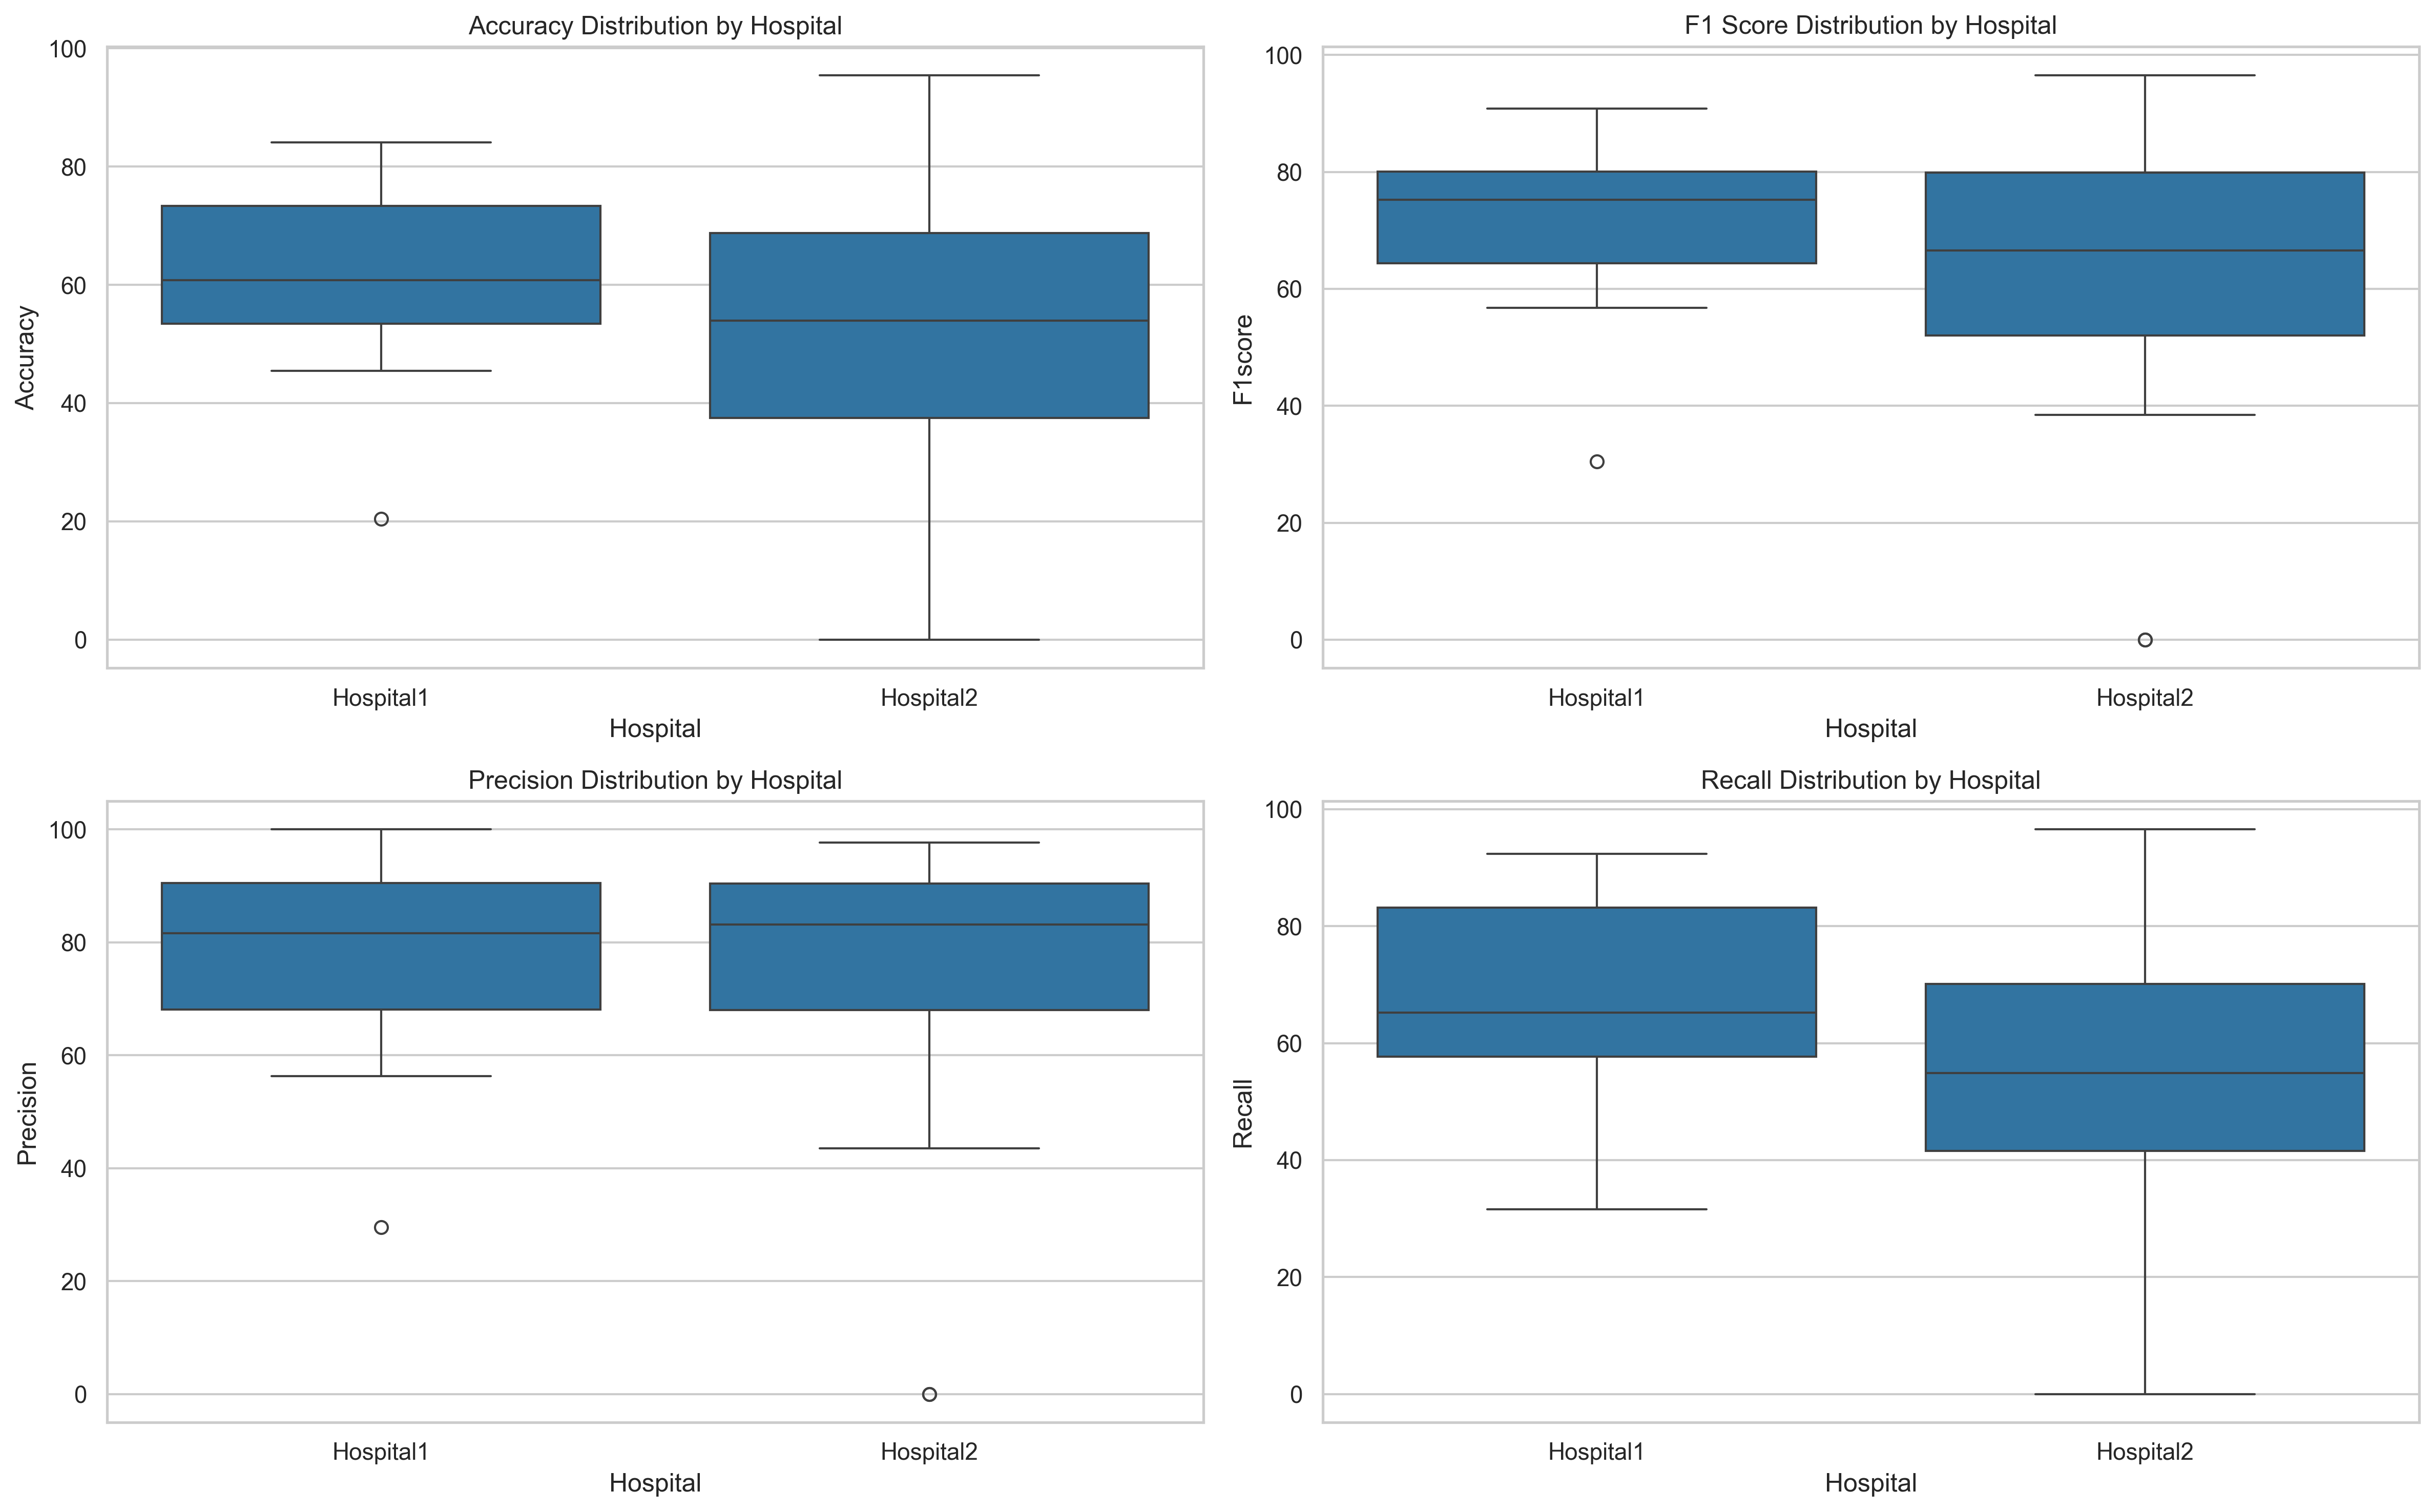 Accuracy Distribution by Hospital
100
80
60
40
20
0
Accuracy
Hospital1
Hospital2
Hospital
F1 Score Distribution by Hospital
100
80
60
40
20
0
F1score
Hospital1
Hospital2
Hospital
Precision Distribution by Hospital
100
80
60
40
20
0
Precision
Hospital1
Hospital2
Hospital
Recall Distribution by Hospital
100
80
60
40
20
0
Recall
Hospital1
Hospital2
Hospital